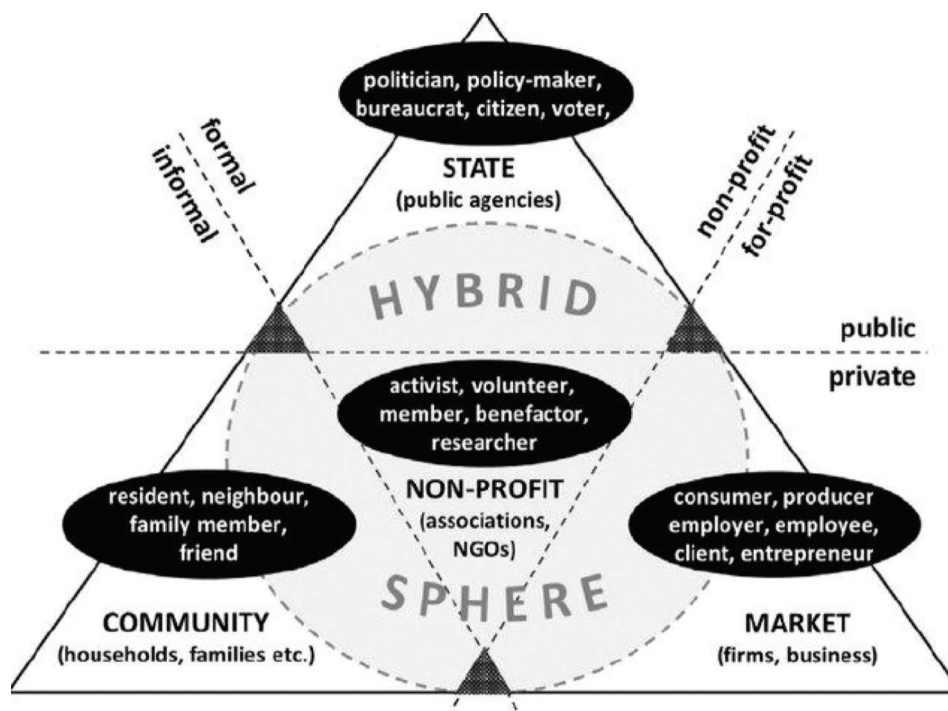 politician, policy-maker,
bureaucrat, citizen, voter,
formal
informal
non-profit
for-profit
STATE
(public agencies)
HYBRID
public
private
activist, volunteer,
member, benefactor,
researcher
NON-PROFIT
(associations,
NGOs)
resident, neighbour,
family member,
friend
consumer, producer
employer, employee,
client, entrepreneur
SPHERE
COMMUNITY
(households, families etc.)
MARKET
(firms, business)